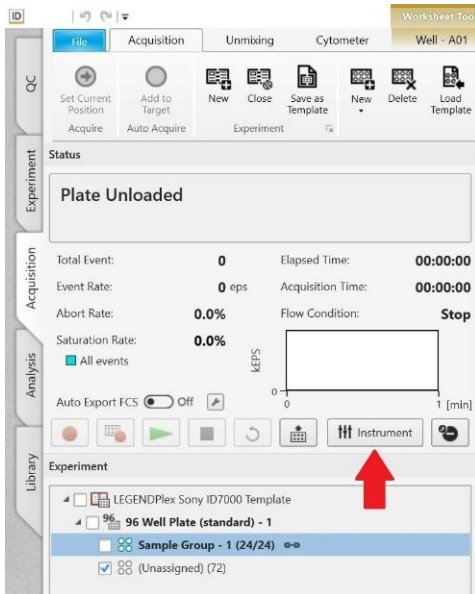 ID
Worksheet Too
File Acquisition Unmixing Cytometer Well - A01
Set Current Position
Add to Target
New
Close
Save as Template
New
Delete
Load Template
Acquire Auto Acquire Experiment
QC
Experiment
Acquisition
Analysis
Library
Status
Plate Unloaded
Total Event: 0 Elapsed Time: 00:00:00
Event Rate: 0 eps Acquisition Time: 00:00:00
Abort Rate: 0.0% Flow Condition: Stop
Saturation Rate: 0.0%
All events
kEPS
0
0 1 [min]
Auto Export FCS Off
Instrument
Experiment
LEGENDPlex Sony ID7000 Template
96 96 Well Plate (standard) - 1
Sample Group - 1 (24/24)
(Unassigned) (72)